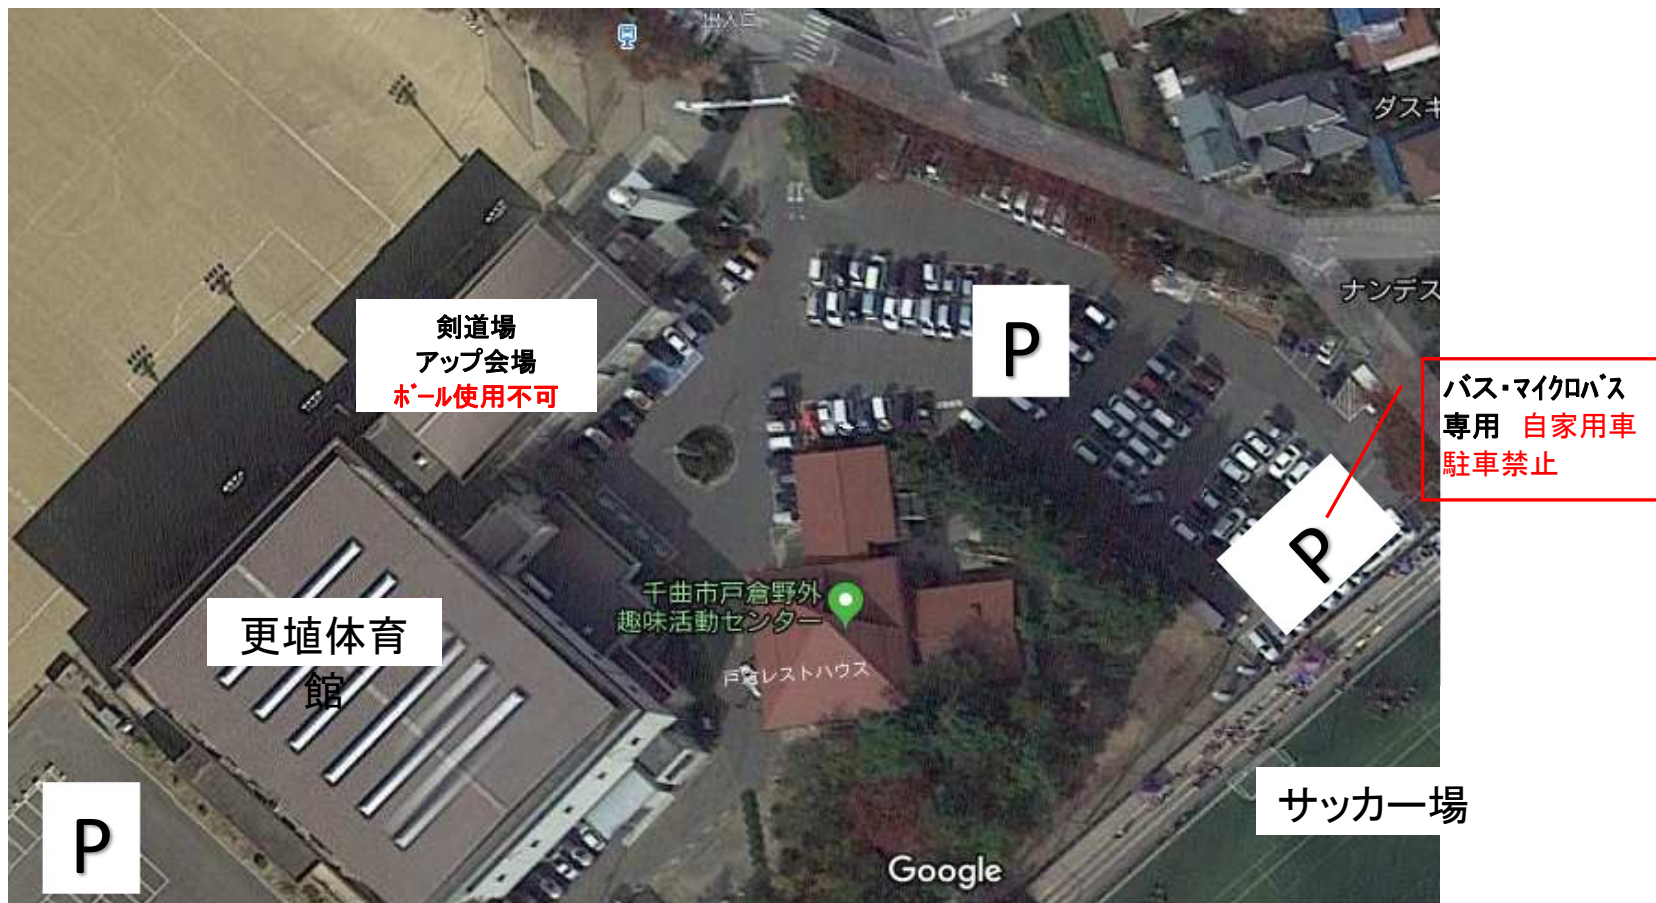 出入口
ダスキ
ナンデス
剣道場
アップ会場
ボール使用不可
P
バス・マイクロバス
専用 自家用車
駐車禁止
P
千曲市戸倉野外
趣味活動センター
戸倉レストハウス
更埴体育
館
サッカー場
P
Google